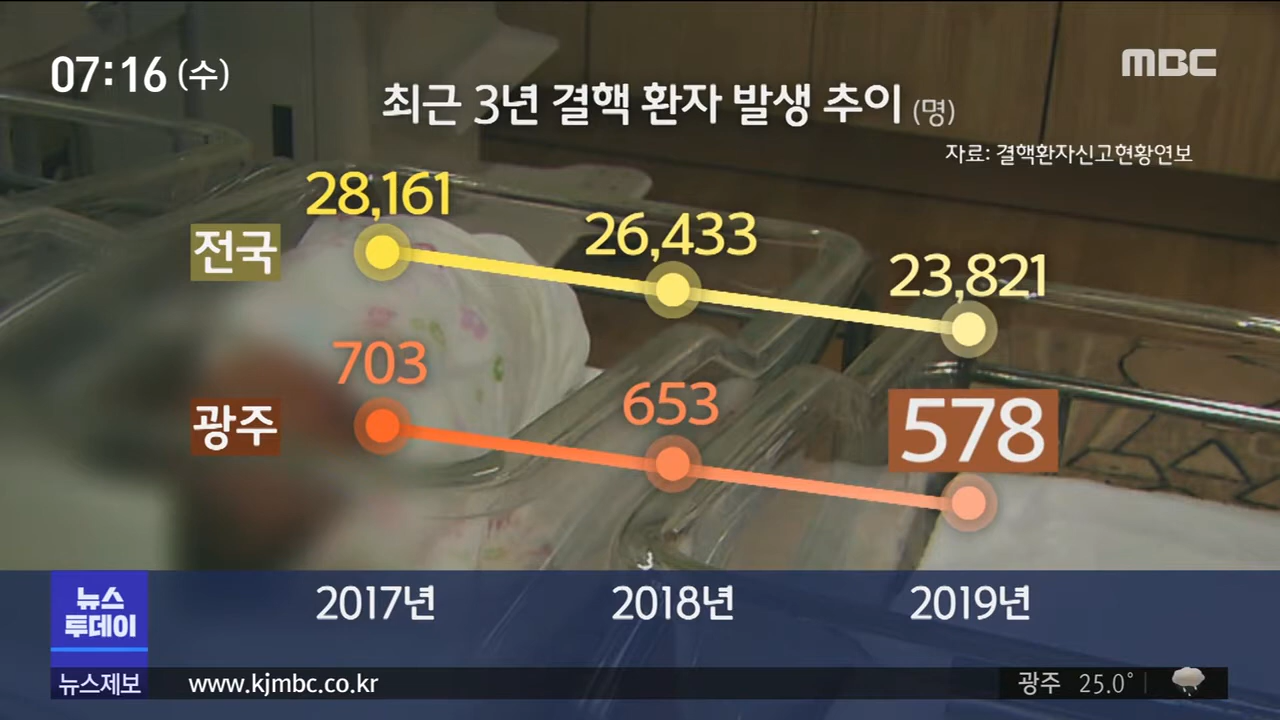 07:16 (수)
MBC
최근 3년 결핵 환자 발생 추이 (명)
자료: 결핵환자신고현황연보
28,161
26,433
23,821
전국
703
653
578
광주
2017년
2018년
2019년
뉴스
투데이
뉴스제보
www.kjmbc.co.kr
광주 25.0°